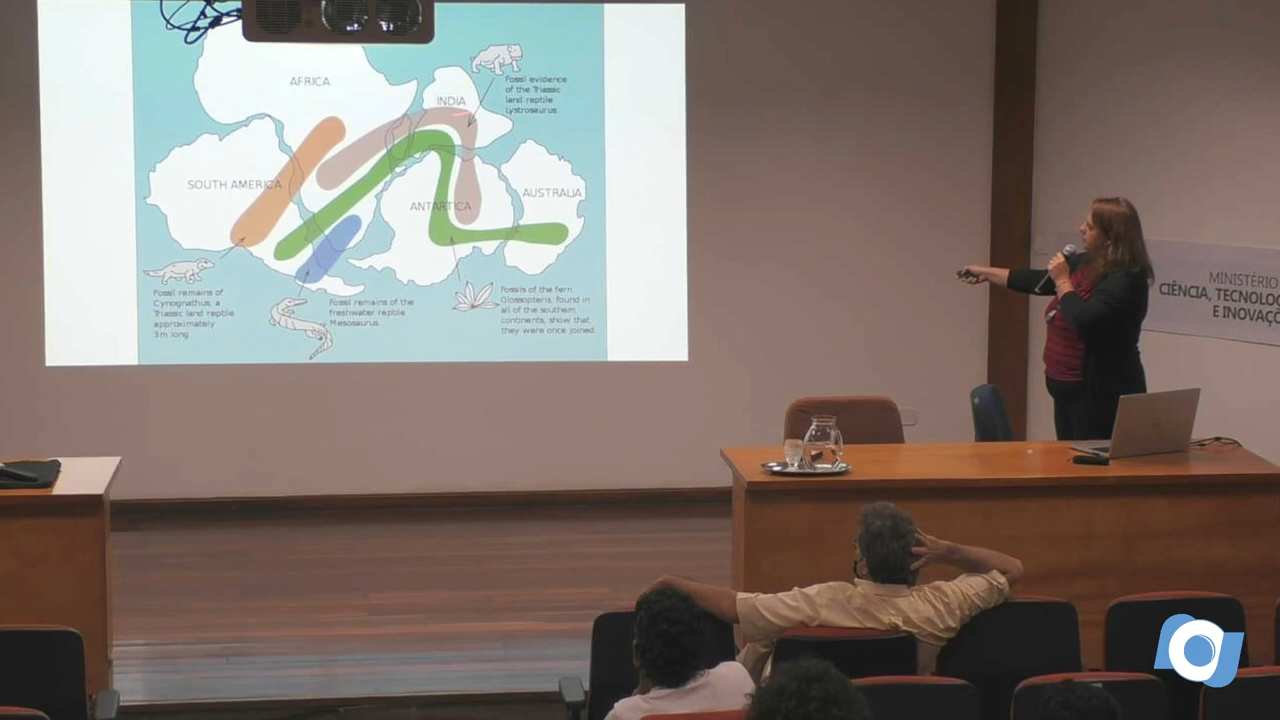 AFRICA
INDIA
Fossil evidence
of the Triassic
land reptile
Lystrosaurus.
SOUTH AMERICA
ANTARTICA
AUSTRALIA
Fossil remains of
Cynognathus, a
Triassic land reptile
approximately
3m long.
Fossil remains of the
freshwater reptile
Mesosaurus.
Fossils of the fern
Glossopteris, found in
all of the southern
continents, show that
they were once joined.
MINISTÉRIO
CIÊNCIA,
E